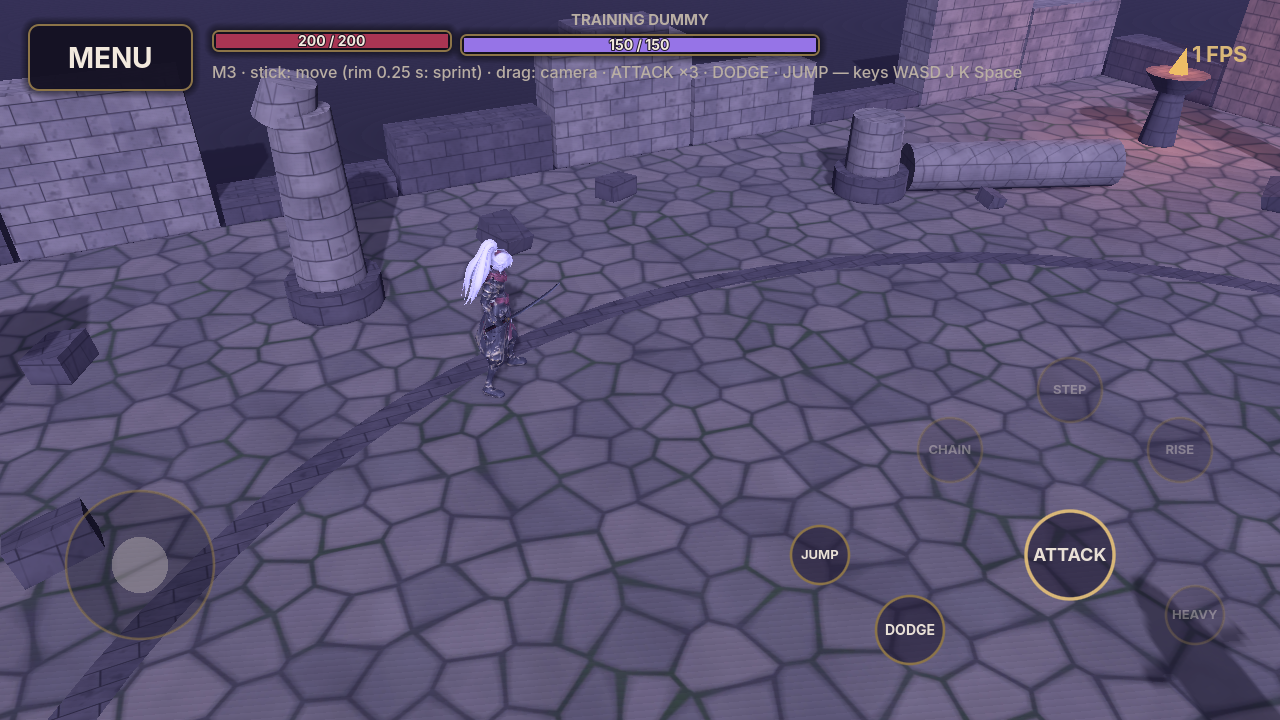 TRAINING DUMMY
MENU
200 / 200
150 / 150
1 FPS
M3 · stick: move (rim 0.25 s: sprint) · drag: camera · ATTACK ×3 · DODGE · JUMP — keys WASD J K Space
STEP
CHAIN
RISE
JUMP
ATTACK
HEAVY
DODGE